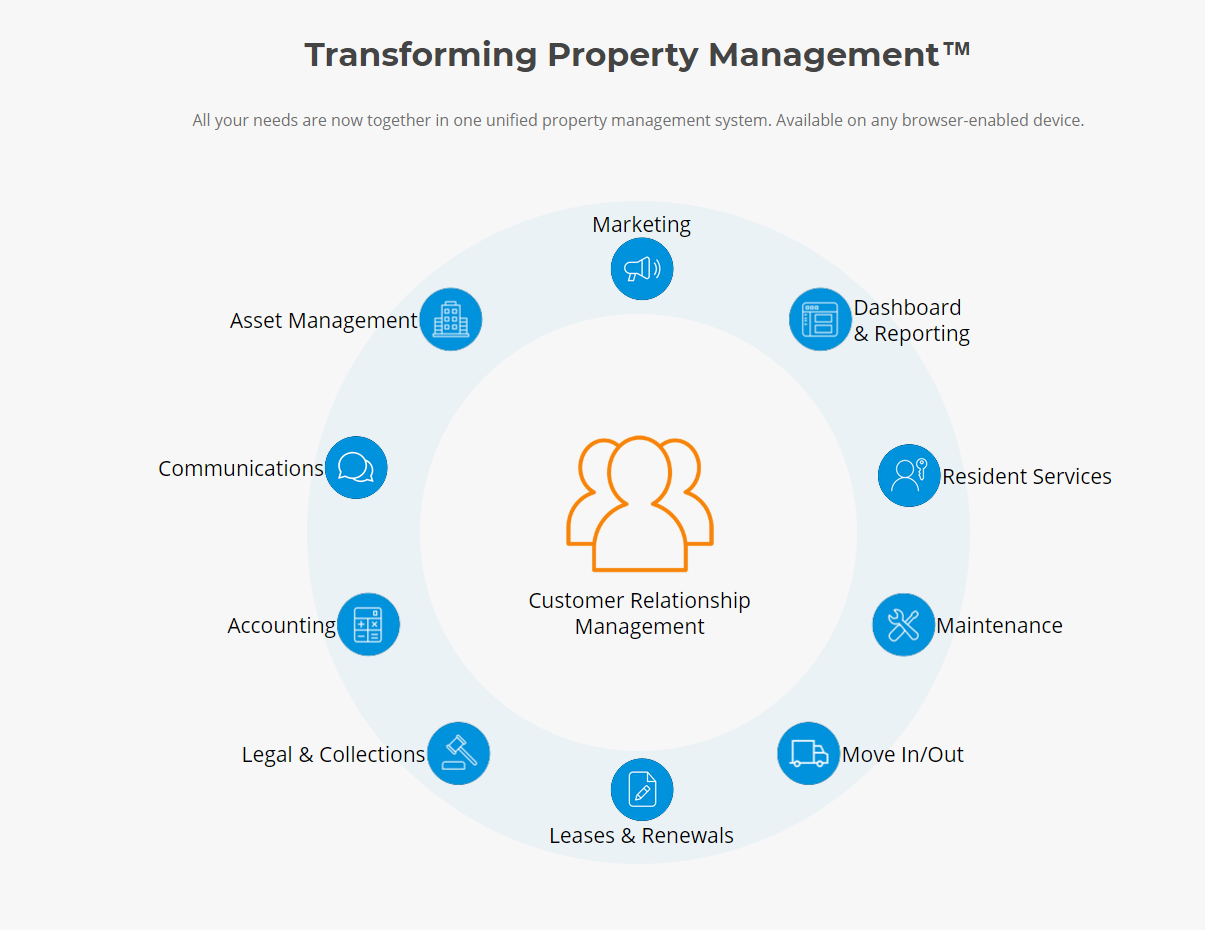 Transforming Property Management™
All your needs are now together in one unified property management system. Available on any browser-enabled device.
Marketing
Dashboard
& Reporting
Asset Management
Communications
Resident Services
Customer Relationship
Management
Accounting
Maintenance
Legal & Collections
Move In/Out
Leases & Renewals